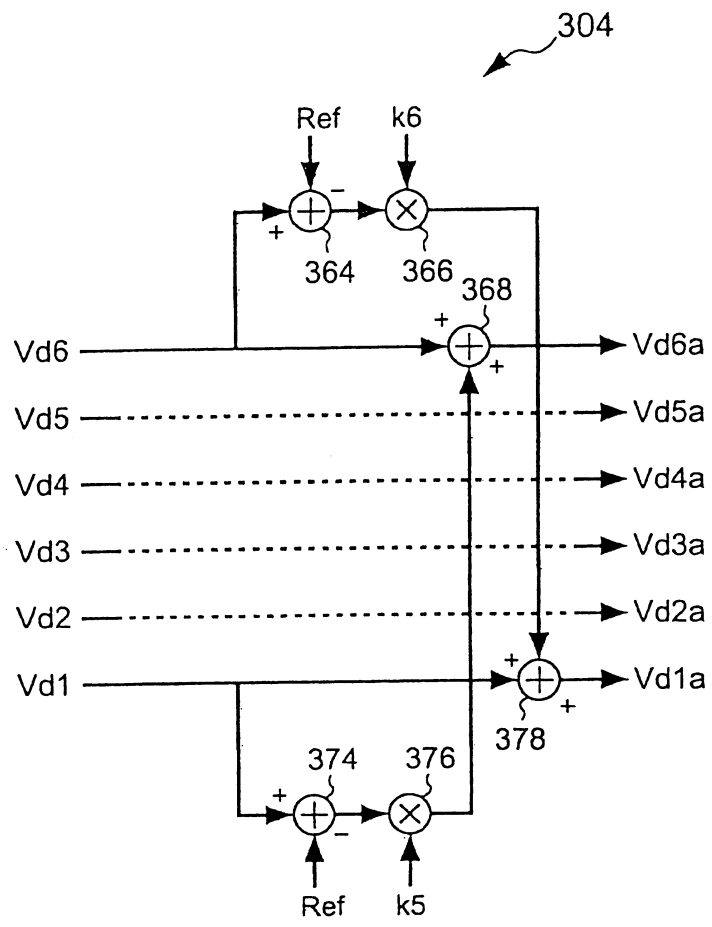 304
Ref k6
−
+
364 366
368
+
Vd6 Vd6a
+
Vd5 Vd5a
Vd4 Vd4a
Vd3 Vd3a
Vd2 Vd2a
+
Vd1 Vd1a
+
378
374 376
+
−
Ref k5